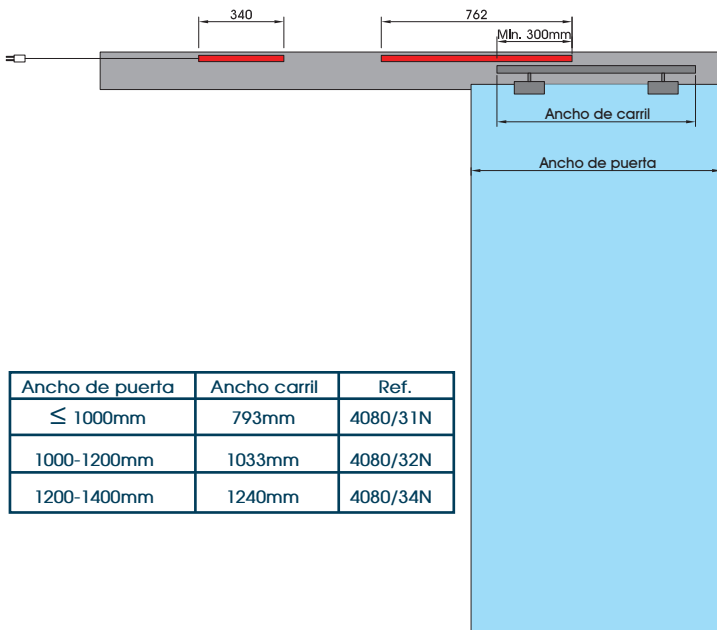 340
762
Mín. 300mm
Ancho de carril
Ancho de puerta
Ancho de puerta Ancho carril Ref.
≤ 1000mm 793mm 4080/31N
1000-1200mm 1033mm 4080/32N
1200-1400mm 1240mm 4080/34N